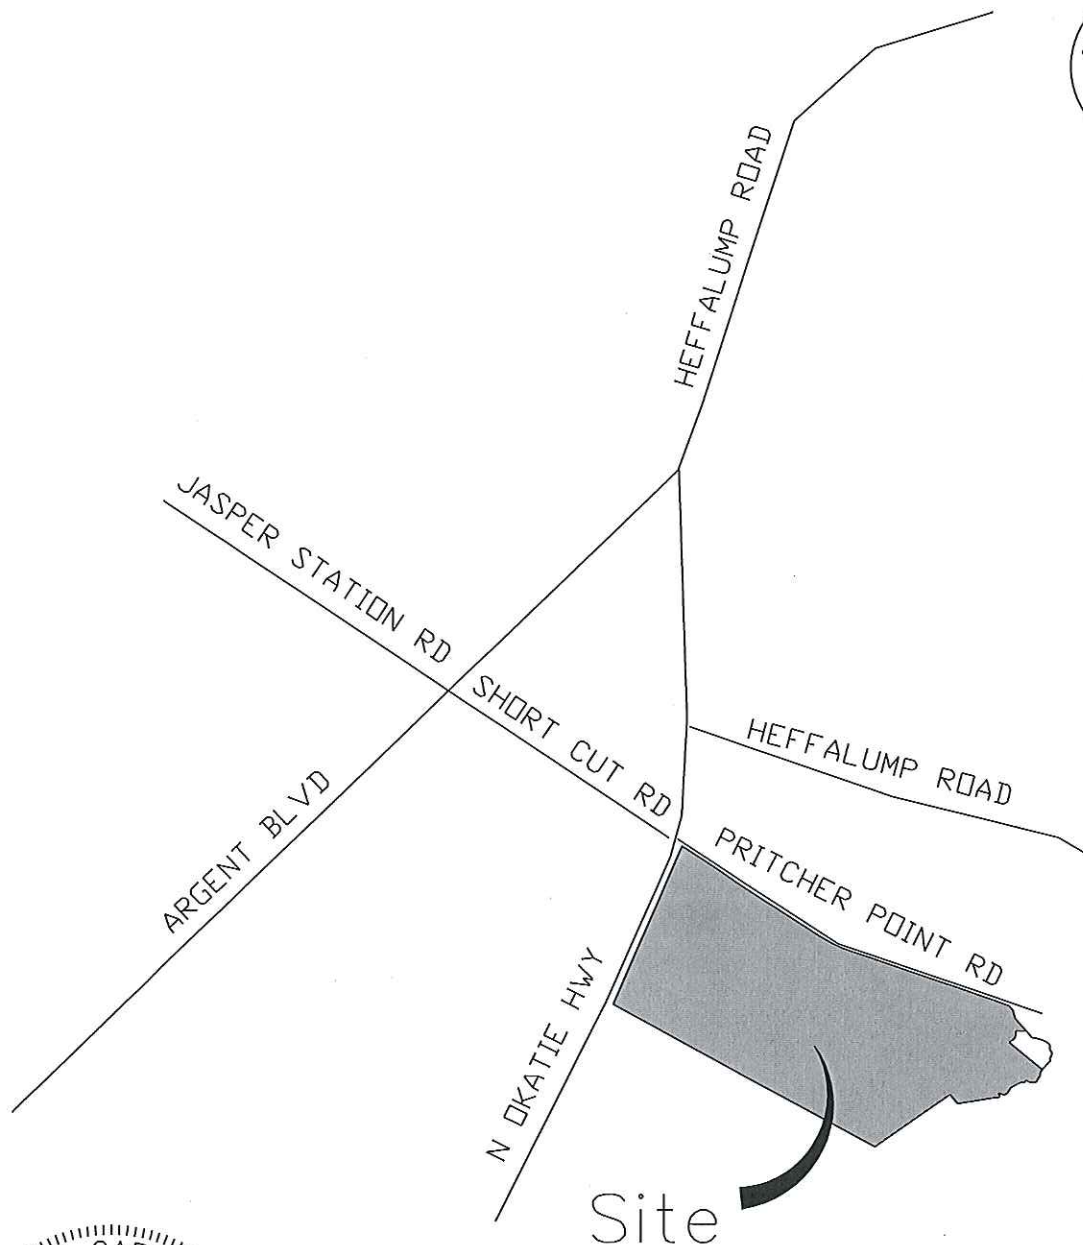 HEFFALUMP ROAD
JASPER STATION RD
SHORT CUT RD
HEFFALUMP ROAD
ARGENT BLVD
PRITCHER POINT RD
N OKATIE HWY
Site